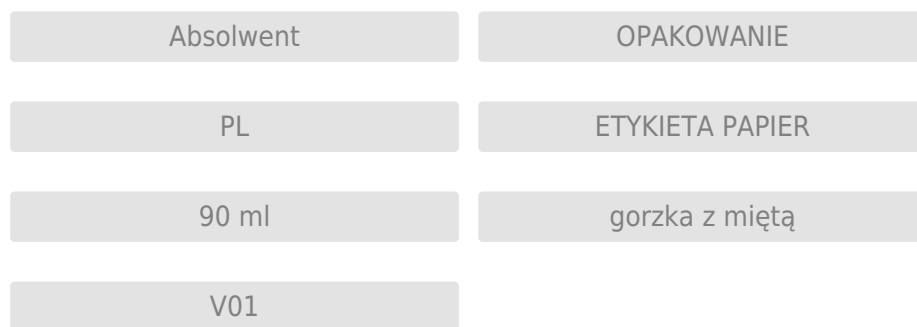 Absolwent
OPAKOWANIE
PL
ETYKIETA PAPIER
90 ml
gorzka z miętą
V01